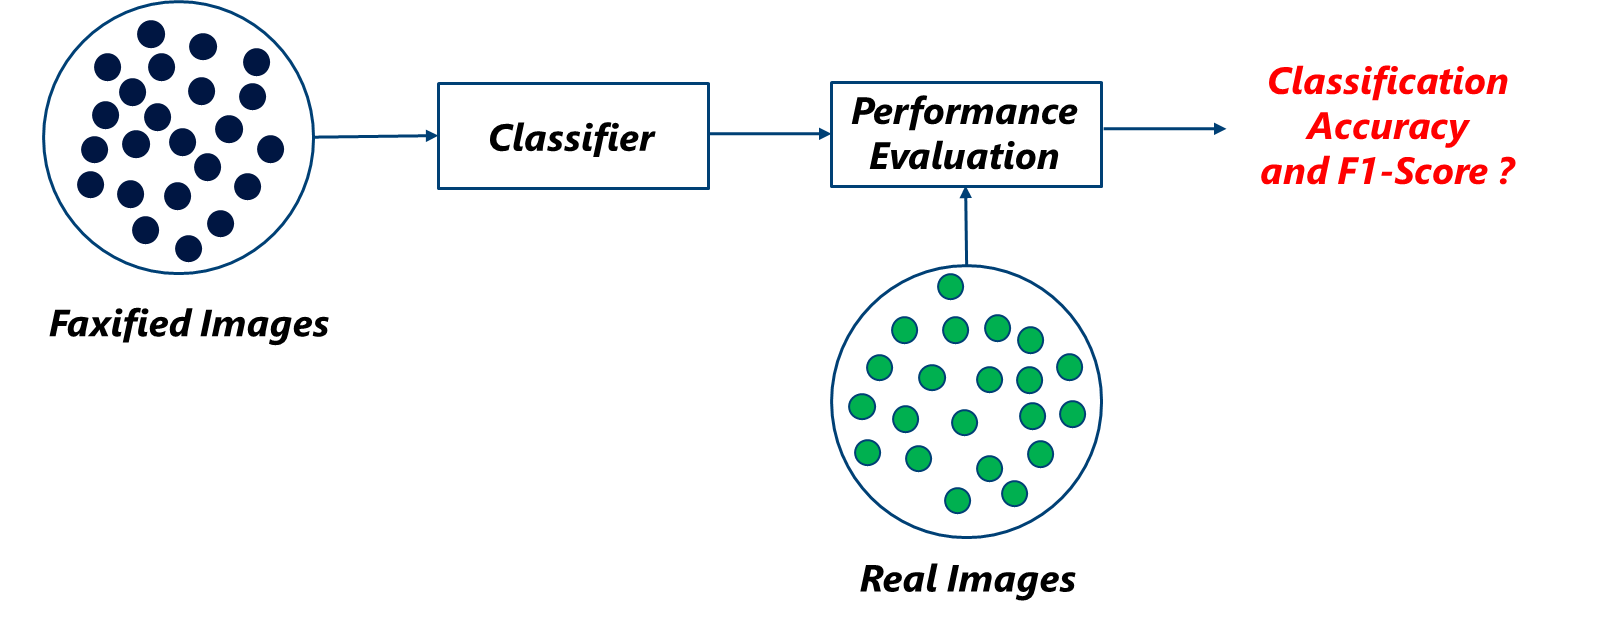 Faxified Images
Classifier
Performance
Evaluation
Classification
Accuracy
and F1-Score ?
Real Images